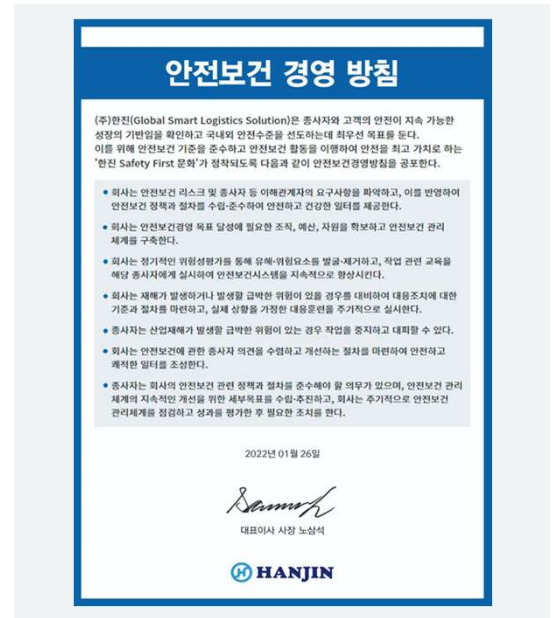 안전보건 경영 방침
(주)한진(Global Smart Logistics Solution)은 종사자와 고객의 안전이 지속 가능한
성장의 기반임을 확인하고 국내외 안전수준을 선도하는데 최우선 목표를 둔다.
이를 위해 안전보건 기준을 준수하고 안전보건 활동을 이행하여 안전을 최고 가치로 하는
'한진 Safety First 문화'가 정착되도록 다음과 같이 안전보건경영방침을 공포한다.
• 회사는 안전보건 리스크 및 종사자 등 이해관계자의 요구사항을 파악하고, 이를 반영하여
안전보건 정책과 절차를 수립·준수하여 안전하고 건강한 일터를 제공한다.
• 회사는 안전보건경영 목표 달성에 필요한 조직, 예산, 자원을 확보하고 안전보건 관리
체계를 구축한다.
• 회사는 정기적인 위험성평가를 통해 유해·위험요소를 발굴·제거하고, 작업 관련 교육을
해당 종사자에게 실시하여 안전보건시스템을 지속적으로 향상시킨다.
• 회사는 재해가 발생하거나 발생할 급박한 위험이 있을 경우를 대비하여 대응조치에 대한
기준과 절차를 마련하고, 실제 상황을 가정한 대응훈련을 주기적으로 실시한다.
• 종사자는 산업재해가 발생할 급박한 위험이 있는 경우 작업을 중지하고 대피할 수 있다.
• 회사는 안전보건에 관한 종사자 의견을 수렴하고 개선하는 절차를 마련하여 안전하고
쾌적한 일터를 조성한다.
• 종사자는 회사의 안전보건 관련 정책과 절차를 준수해야 할 의무가 있으며, 안전보건 관리
체계의 지속적인 개선을 위한 세부목표를 수립·추진하고, 회사는 주기적으로 안전보건
관리체계를 점검하고 성과를 평가한 후 필요한 조치를 한다.
2022년 01월 26일
대표이사 사장 노삼석
HANJIN